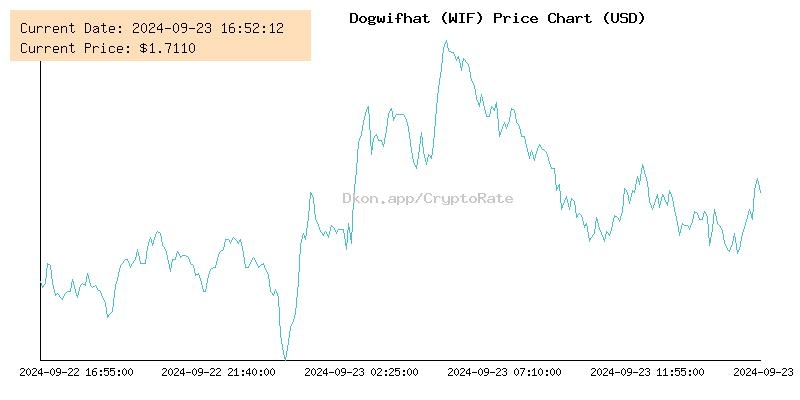 Dogwifhat (WIF) Price Chart (USD)
Current Date: 2024-09-23 16:52:12
Current Price: $1.7110
Dkon.app/CryptoRate
2024-09-22 16:55:00 2024-09-22 21:40:00 2024-09-23 02:25:00 2024-09-23 07:10:00 2024-09-23 11:55:00 2024-09-23